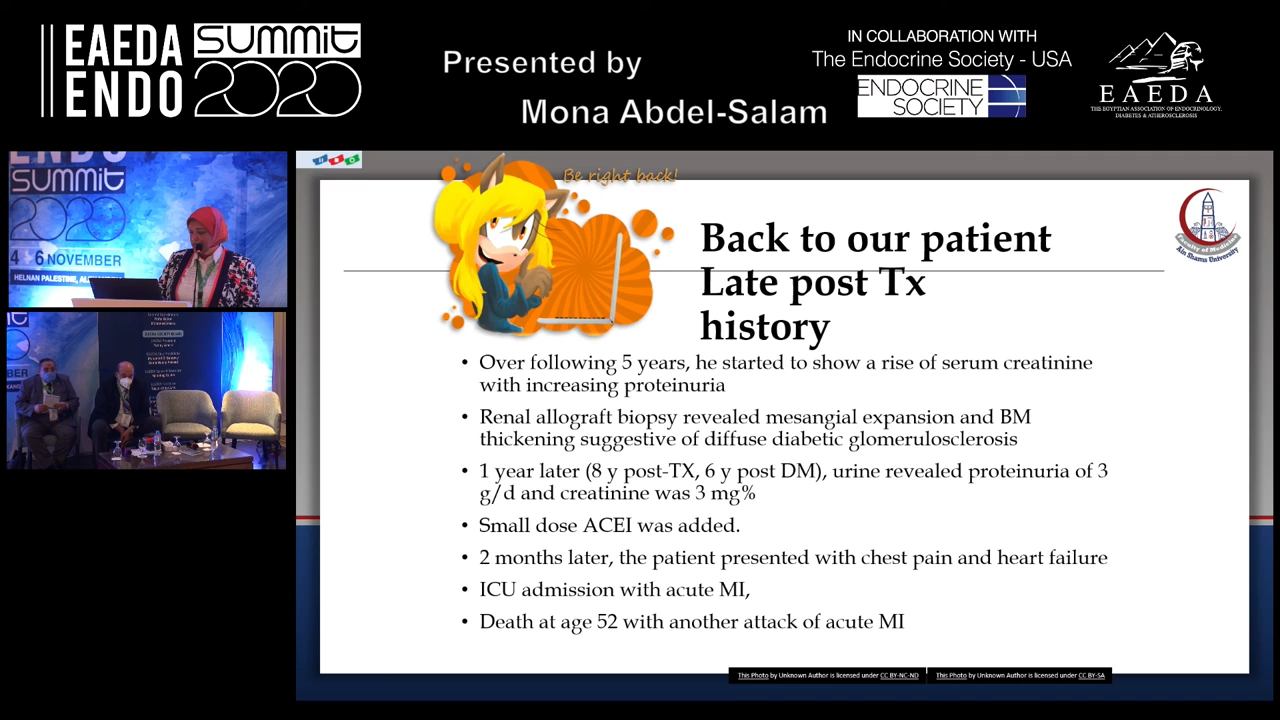 EAEDA
ENDO
summit
2020
Presented by
Mona Abdel-Salam
IN COLLABORATION WITH
The Endocrine Society - USA
ENDOCRINE
SOCIETY
EAEDA
THE EGYPTIAN ASSOCIATION OF ENDOCRINOLOGY,
DIABETES & ATHEROSCLEROSIS
summit
2020
6 NOVEMBER
HELNAN PALESTINE,
Be right back!
Back to our patient
Late post Tx
history
Faculty of Medicine
Ain Shams University
• Over following 5 years, he started to show a rise of serum creatinine
with increasing proteinuria
• Renal allograft biopsy revealed mesangial expansion and BM
thickening suggestive of diffuse diabetic glomerulosclerosis
• 1 year later (8 y post-TX, 6 y post DM), urine revealed proteinuria of 3
g/d and creatinine was 3 mg%
• Small dose ACEI was added.
• 2 months later, the patient presented with chest pain and heart failure
• ICU admission with acute MI,
• Death at age 52 with another attack of acute MI
This Photo by Unknown Author is licensed under CC BY-NC-ND
This Photo by Unknown Author is licensed under CC BY-SA